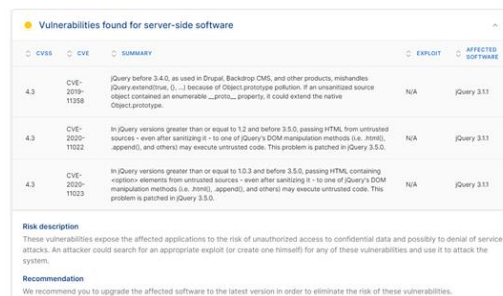 Vulnerabilities found for server-side software
CVSS CVE SUMMARY EXPLOIT AFFECTED SOFTWARE
4.3
CVE-2019-11358
jQuery before 3.4.0, as used in Drupal, Backdrop CMS, and other products, mishandles
jQuery.extend(true, {}, ...) because of Object.prototype pollution. If an unsanitized source
object contained an enumerable __proto__ property, it could extend the native
Object.prototype.
N/A
jQuery 3.1.1
4.3
CVE-2020-11022
In jQuery versions greater than or equal to 1.2 and before 3.5.0, passing HTML from untrusted
sources - even after sanitizing it - to one of jQuery's DOM manipulation methods (i.e. .html(),
.append(), and others) may execute untrusted code. This problem is patched in jQuery 3.5.0.
N/A
jQuery 3.1.1
4.3
CVE-2020-11023
In jQuery versions greater than or equal to 1.0.3 and before 3.5.0, passing HTML containing
<option> elements from untrusted sources - even after sanitizing it - to one of jQuery's DOM
manipulation methods (i.e. .html(), .append(), and others) may execute untrusted code. This
problem is patched in jQuery 3.5.0.
N/A
jQuery 3.1.1
Risk description
These vulnerabilities expose the affected applications to the risk of unauthorized access to confidential data and possibly to denial of service
attacks. An attacker could search for an appropriate exploit (or create one himself) for any of these vulnerabilities and use it to attack the
system.
Recommendation
We recommend you to upgrade the affected software to the latest version in order to eliminate the risk of these vulnerabilities.